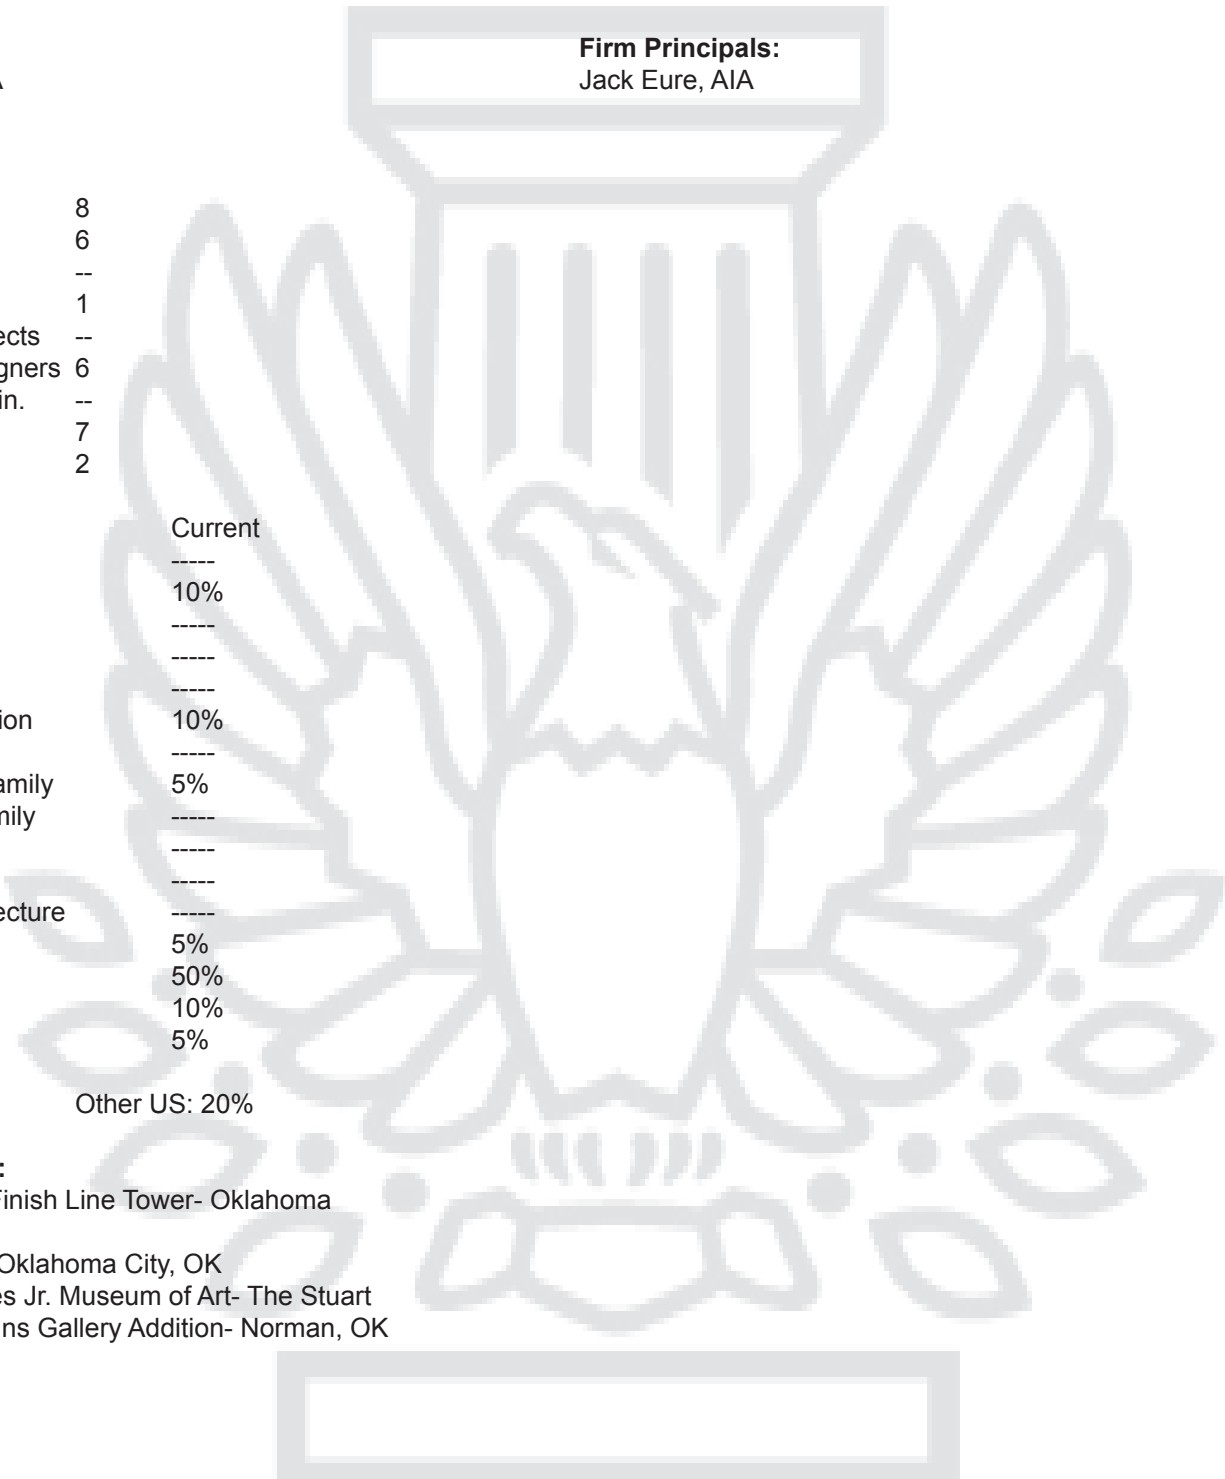 Firm Principals:
Jack Eure, AIA
8
6
--
1
ects --
gners 6
in. --
7
2
Current
-----
10%
-----
-----
-----
ion 10%
-----
amily 5%
nily -----
-----
-----
ecture -----
5%
50%
10%
5%
Other US: 20%
:
Finish Line Tower- Oklahoma
Oklahoma City, OK
es Jr. Museum of Art- The Stuart
ns Gallery Addition- Norman, OK